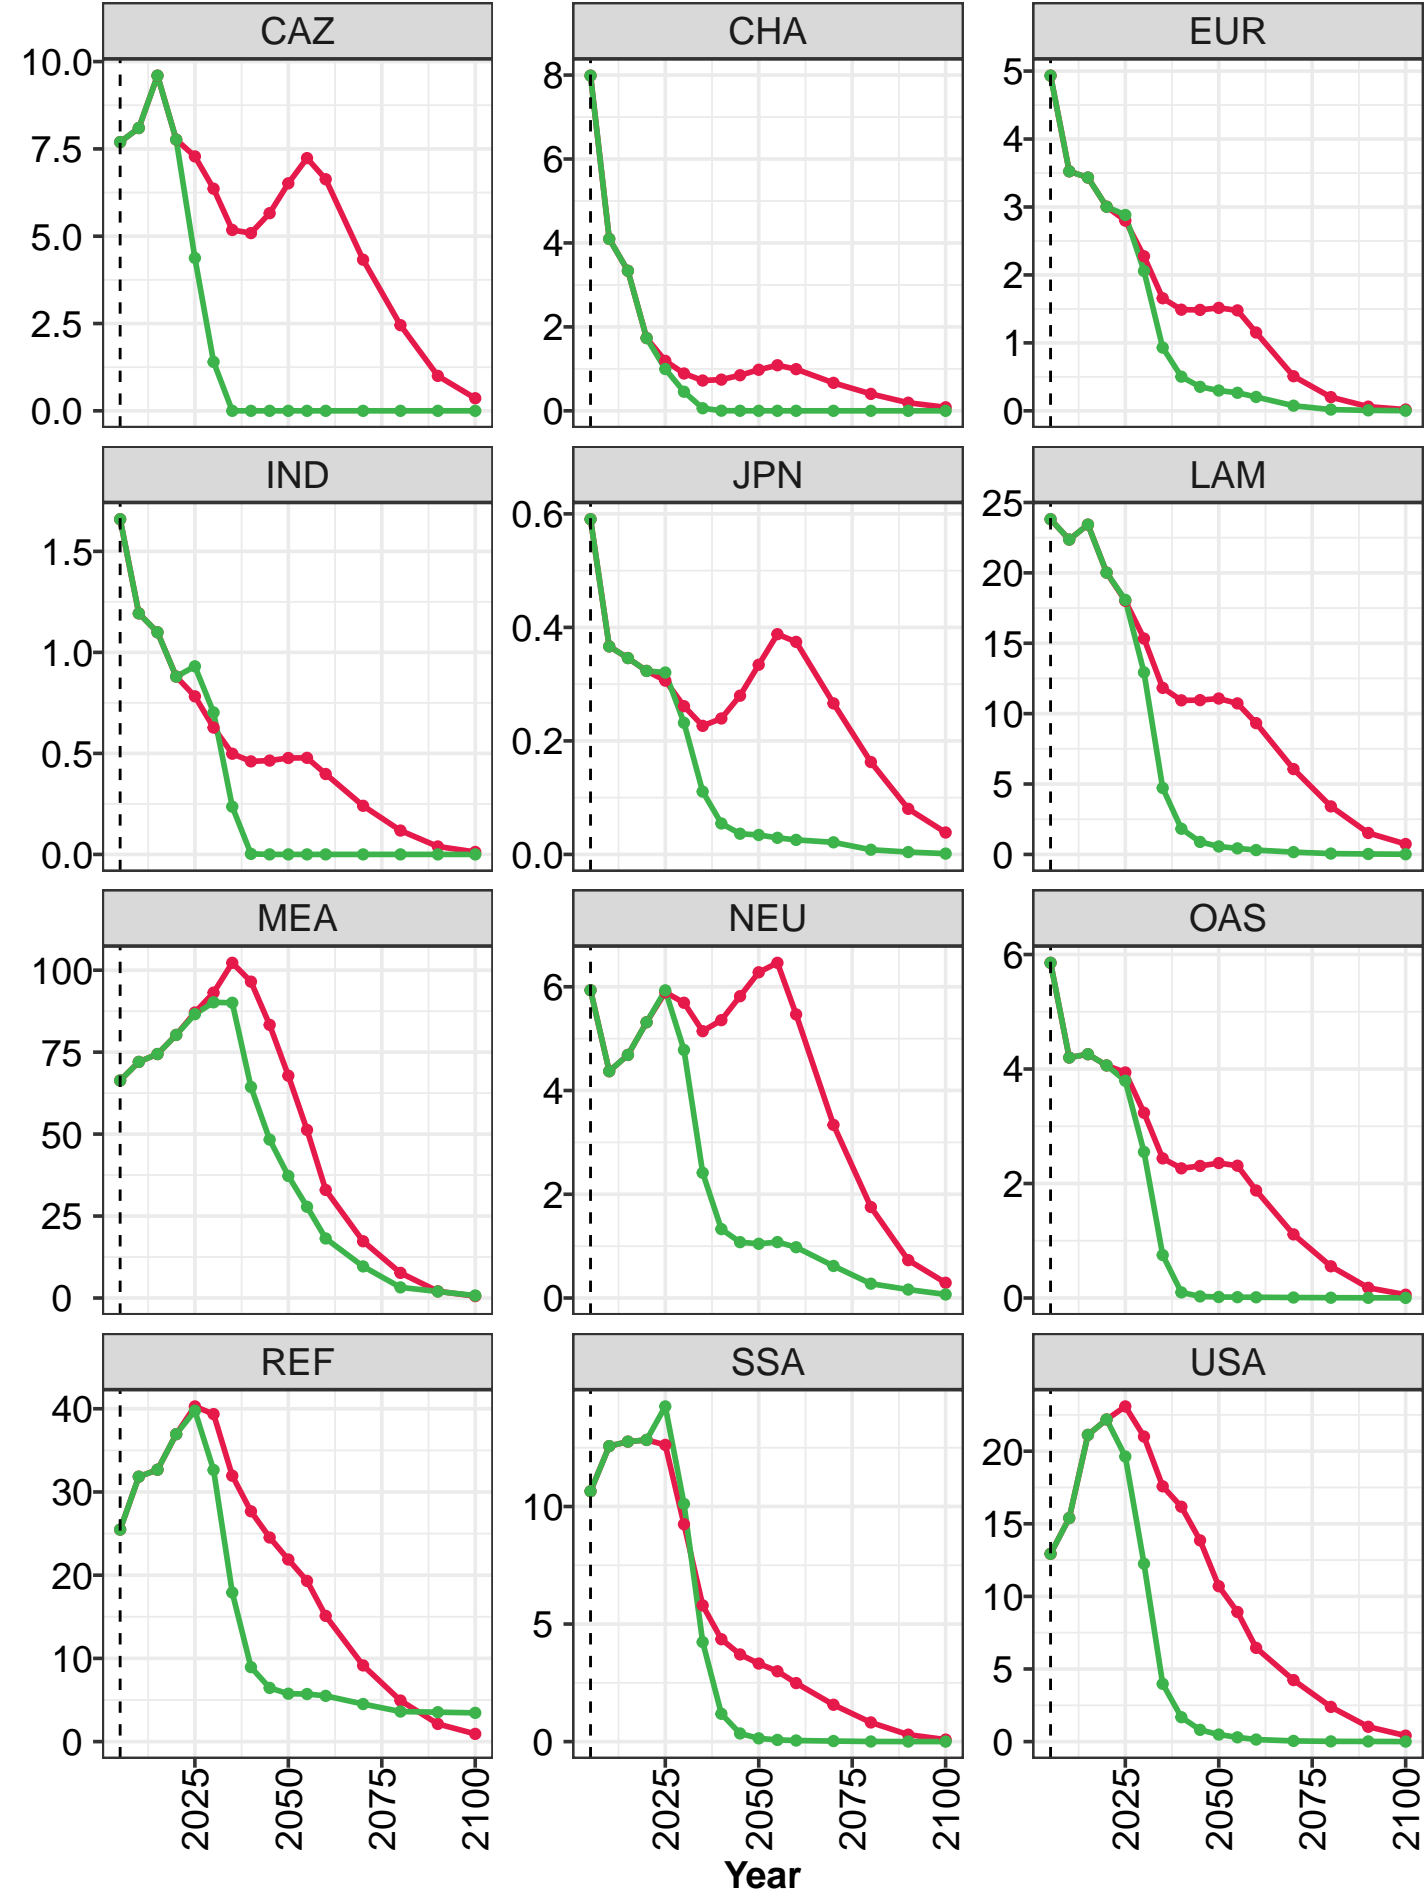 CAZ CHA EUR
10.0 7.5 5.0 2.5 0.0
8 6 4 2 0
5 4 3 2 1 0
IND JPN LAM
1.5 1.0 0.5 0.0
0.6 0.4 0.2 0.0
25 20 15 10 5 0
MEA NEU OAS
100 75 50 25 0
6 4 2 0
6 4 2 0
REF SSA USA
40 30 20 10 0
10 5 0
20 15 10 5 0
2025 2050 2075 2100 2025 2050 2075 2100 2025 2050 2075 2100
Year